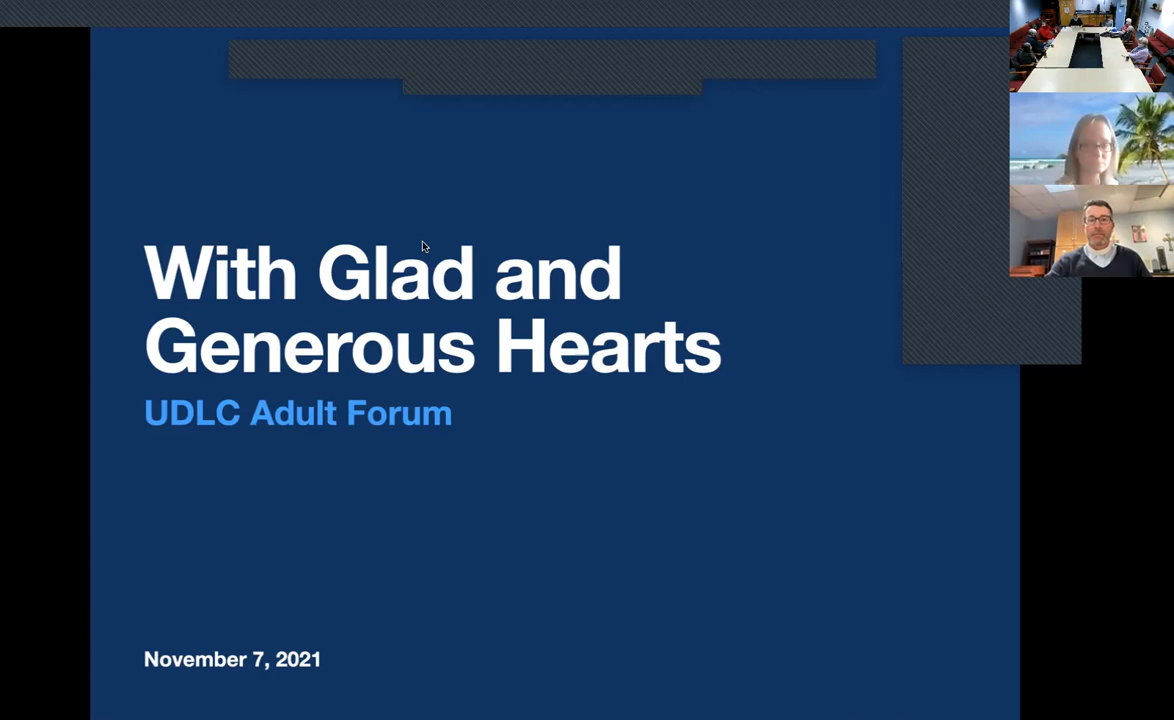 With Glad and
Generous Hearts
UDLC Adult Forum
November 7, 2021